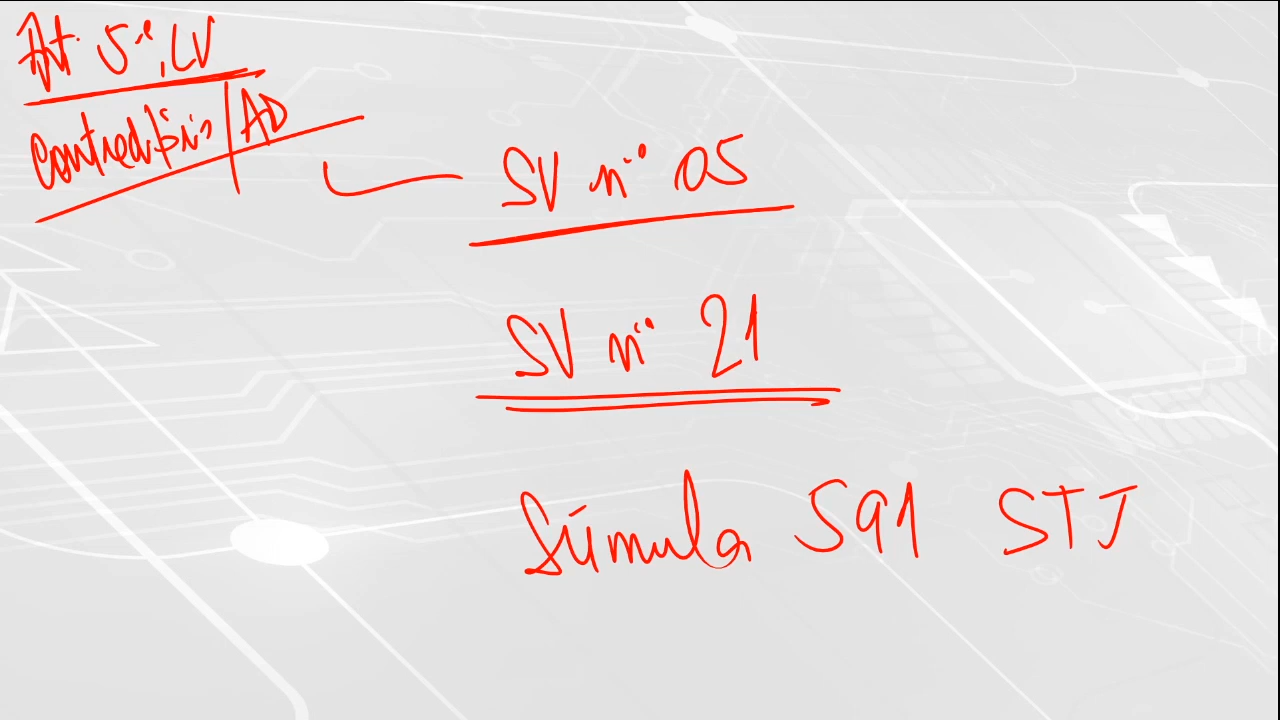 Art. 5º, LV
Contraditório/AD
SV nº 05
SV nº 21
Súmula 591 STJ